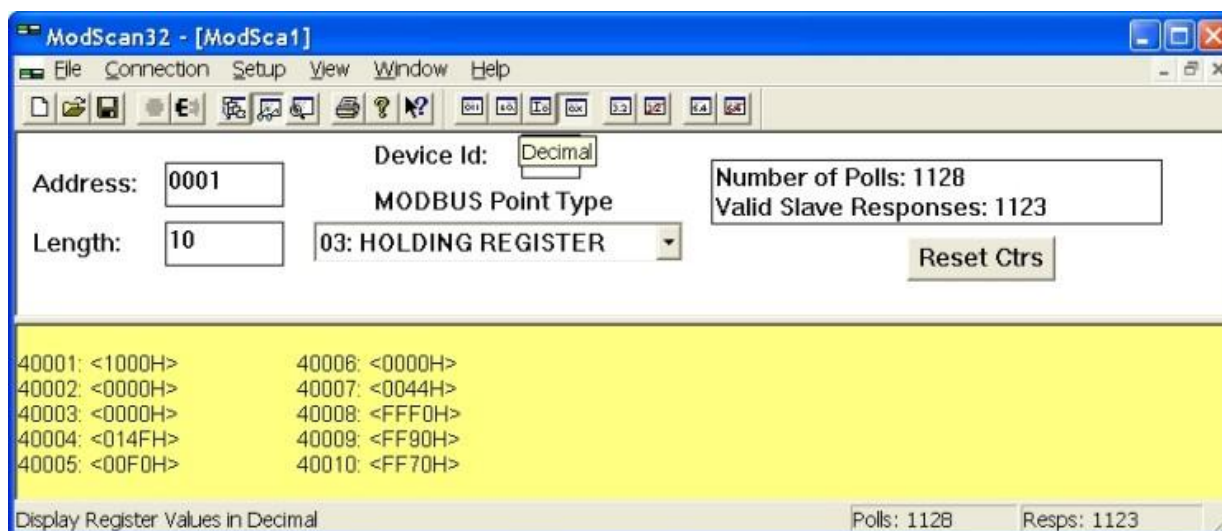 ModScan32 - [ModSca1]
File Connection Setup View Window Help
Device Id:
Decimal
Address: 0001
MODBUS Point Type
Length: 10
03: HOLDING REGISTER
Number of Polls: 1128
Valid Slave Responses: 1123
Reset Ctrs
40001: <1000H> 40006: <0000H>
40002: <0000H> 40007: <0044H>
40003: <0000H> 40008: <FFF0H>
40004: <014FH> 40009: <FF90H>
40005: <00F0H> 40010: <FF70H>
Display Register Values in Decimal Polls: 1128 Resps: 1123